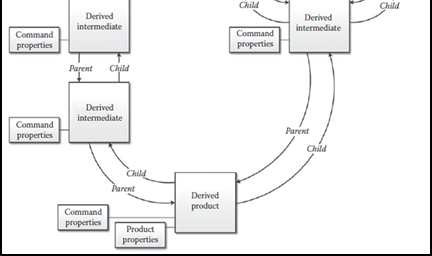 Child
Child
Derived
intermediate
Derived
intermediate
Command
properties
Command
properties
Parent
Child
Derived
intermediate
Command
properties
Parent
Child
Child
Parent
Derived
product
Command
properties
Product
properties